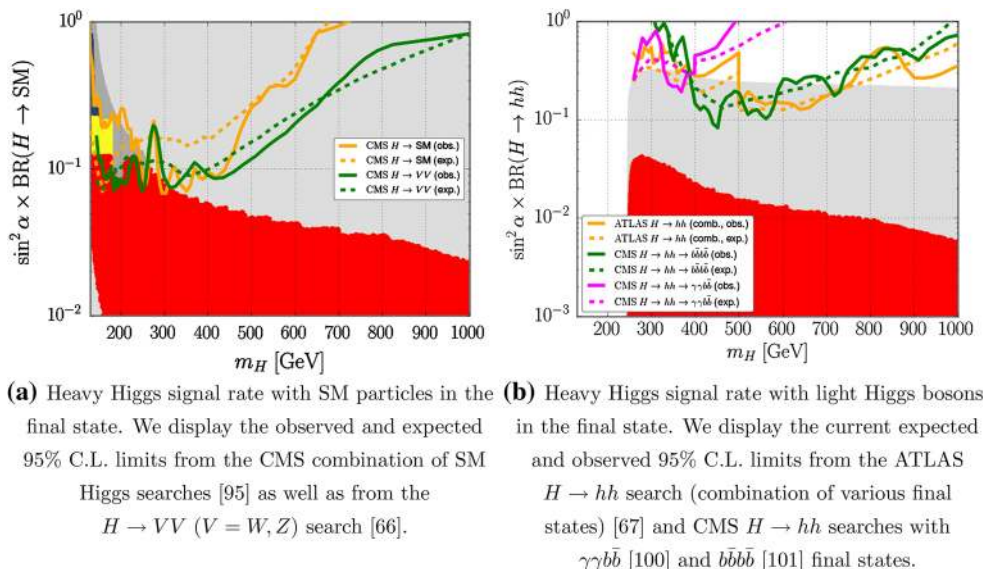 10⁰
10⁻¹
10⁻²
sin² α × BR(H → SM)
CMS H → SM (obs.)
CMS H → SM (exp.)
CMS H → VV (obs.)
CMS H → VV (exp.)
200 300 400 500 600 700 800 900 1000
m_H [GeV]
10⁰
10⁻¹
10⁻²
10⁻³
sin² α × BR(H → hh)
ATLAS H → hh (comb., obs.)
ATLAS H → hh (comb., exp.)
CMS H → hh → bb̄bb̄ (obs.)
CMS H → hh → bb̄bb̄ (exp.)
CMS H → hh → γγbb̄ (obs.)
CMS H → hh → γγbb̄ (exp.)
200 300 400 500 600 700 800 900 1000
m_H [GeV]
(a) Heavy Higgs signal rate with SM particles in the
final state. We display the observed and expected
95% C.L. limits from the CMS combination of SM
Higgs searches [95] as well as from the
H → VV (V = W, Z) search [66].
(b) Heavy Higgs signal rate with light Higgs bosons
in the final state. We display the current expected
and observed 95% C.L. limits from the ATLAS
H → hh search (combination of various final
states) [67] and CMS H → hh searches with
γγbb̄ [100] and bb̄bb̄ [101] final states.